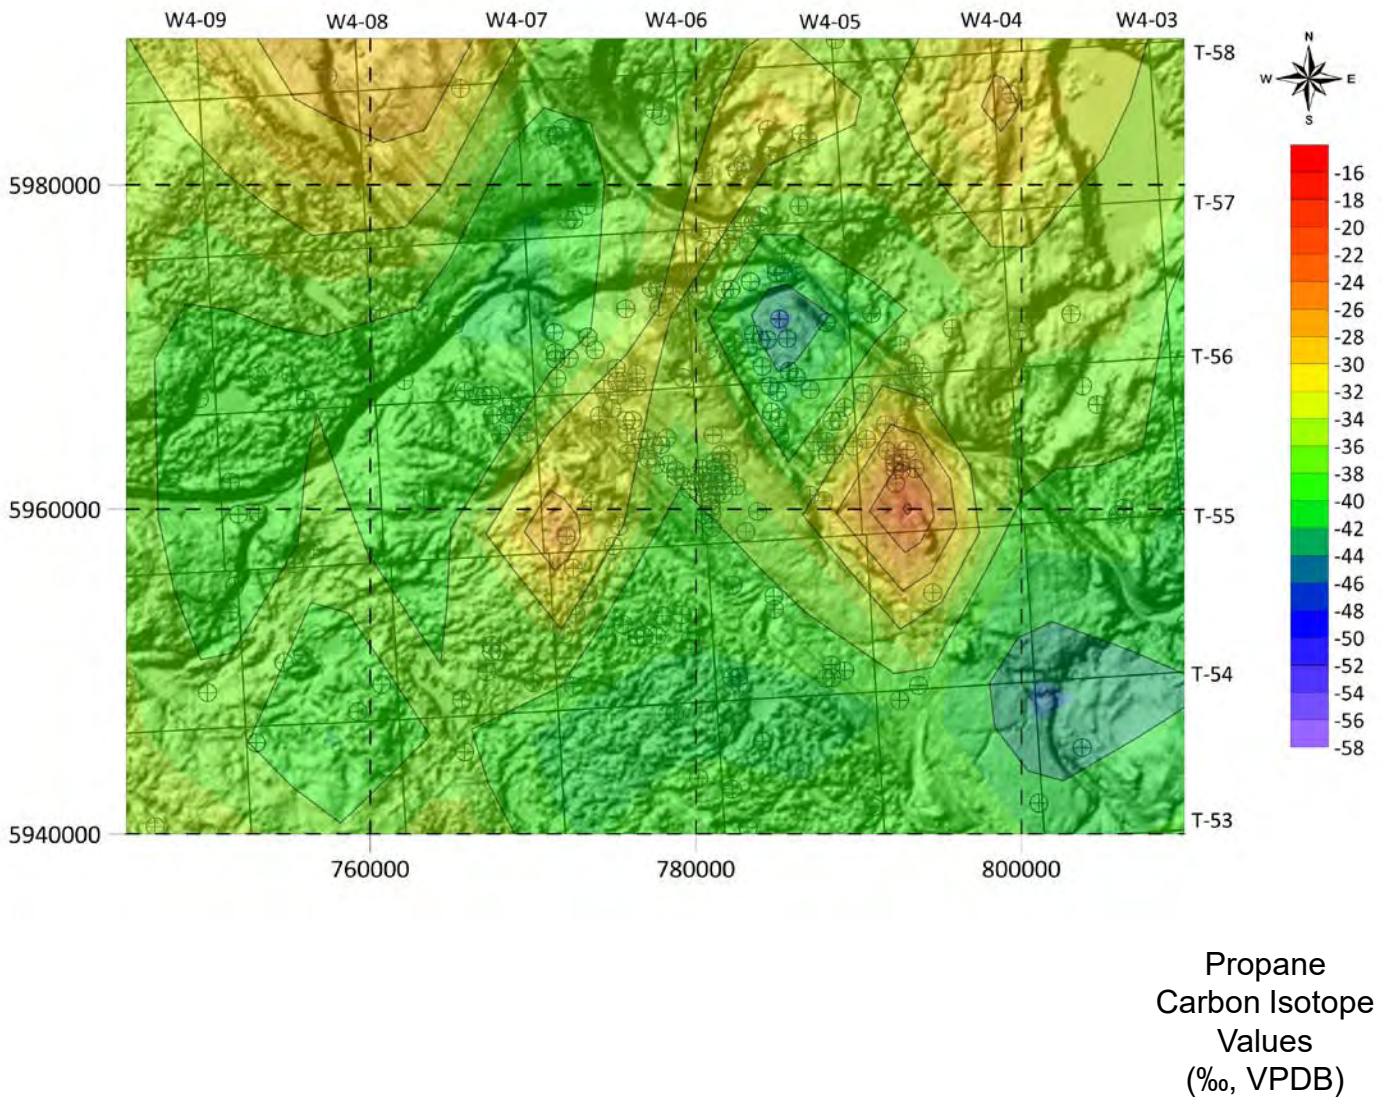 W4-09 W4-08 W4-07 W4-06 W4-05 W4-04 W4-03
T-58
N
W E
S
-16
5980000
-18
T-57
-20
-22
-24
-26
-28
-30
T-56
-32
-34
-36
-38
5960000
T-55
-40
-42
-44
-46
-48
-50
T-54
-52
-54
-56
-58
T-53
5940000
760000 780000 800000
Propane
Carbon Isotope
Values
(‰, VPDB)